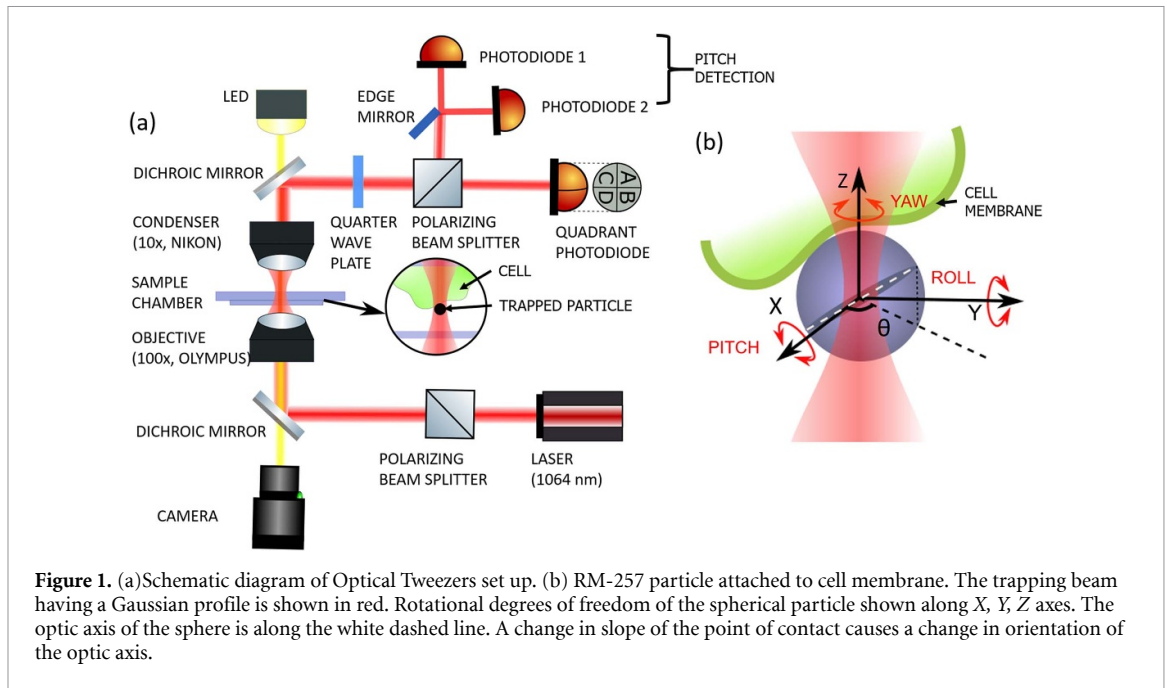 PHOTODIODE 1
PITCH
DETECTION
LED
EDGE
MIRROR
PHOTODIODE 2
(a)
DICHROIC MIRROR
CONDENSER
(10x, NIKON)
QUARTER
WAVE
PLATE
POLARIZING
BEAM SPLITTER
A B
C D
QUADRANT
PHOTODIODE
SAMPLE
CHAMBER
CELL
TRAPPED PARTICLE
OBJECTIVE
(100x, OLYMPUS)
DICHROIC MIRROR
POLARIZING
BEAM SPLITTER
LASER
(1064 nm)
CAMERA
(b)
Z
YAW
CELL
MEMBRANE
ROLL
X
Y
θ
PITCH
Figure 1. (a)Schematic diagram of Optical Tweezers set up. (b) RM-257 particle attached to cell membrane. The trapping beam
having a Gaussian profile is shown in red. Rotational degrees of freedom of the spherical particle shown along X, Y, Z axes. The
optic axis of the sphere is along the white dashed line. A change in slope of the point of contact causes a change in orientation of
the optic axis.